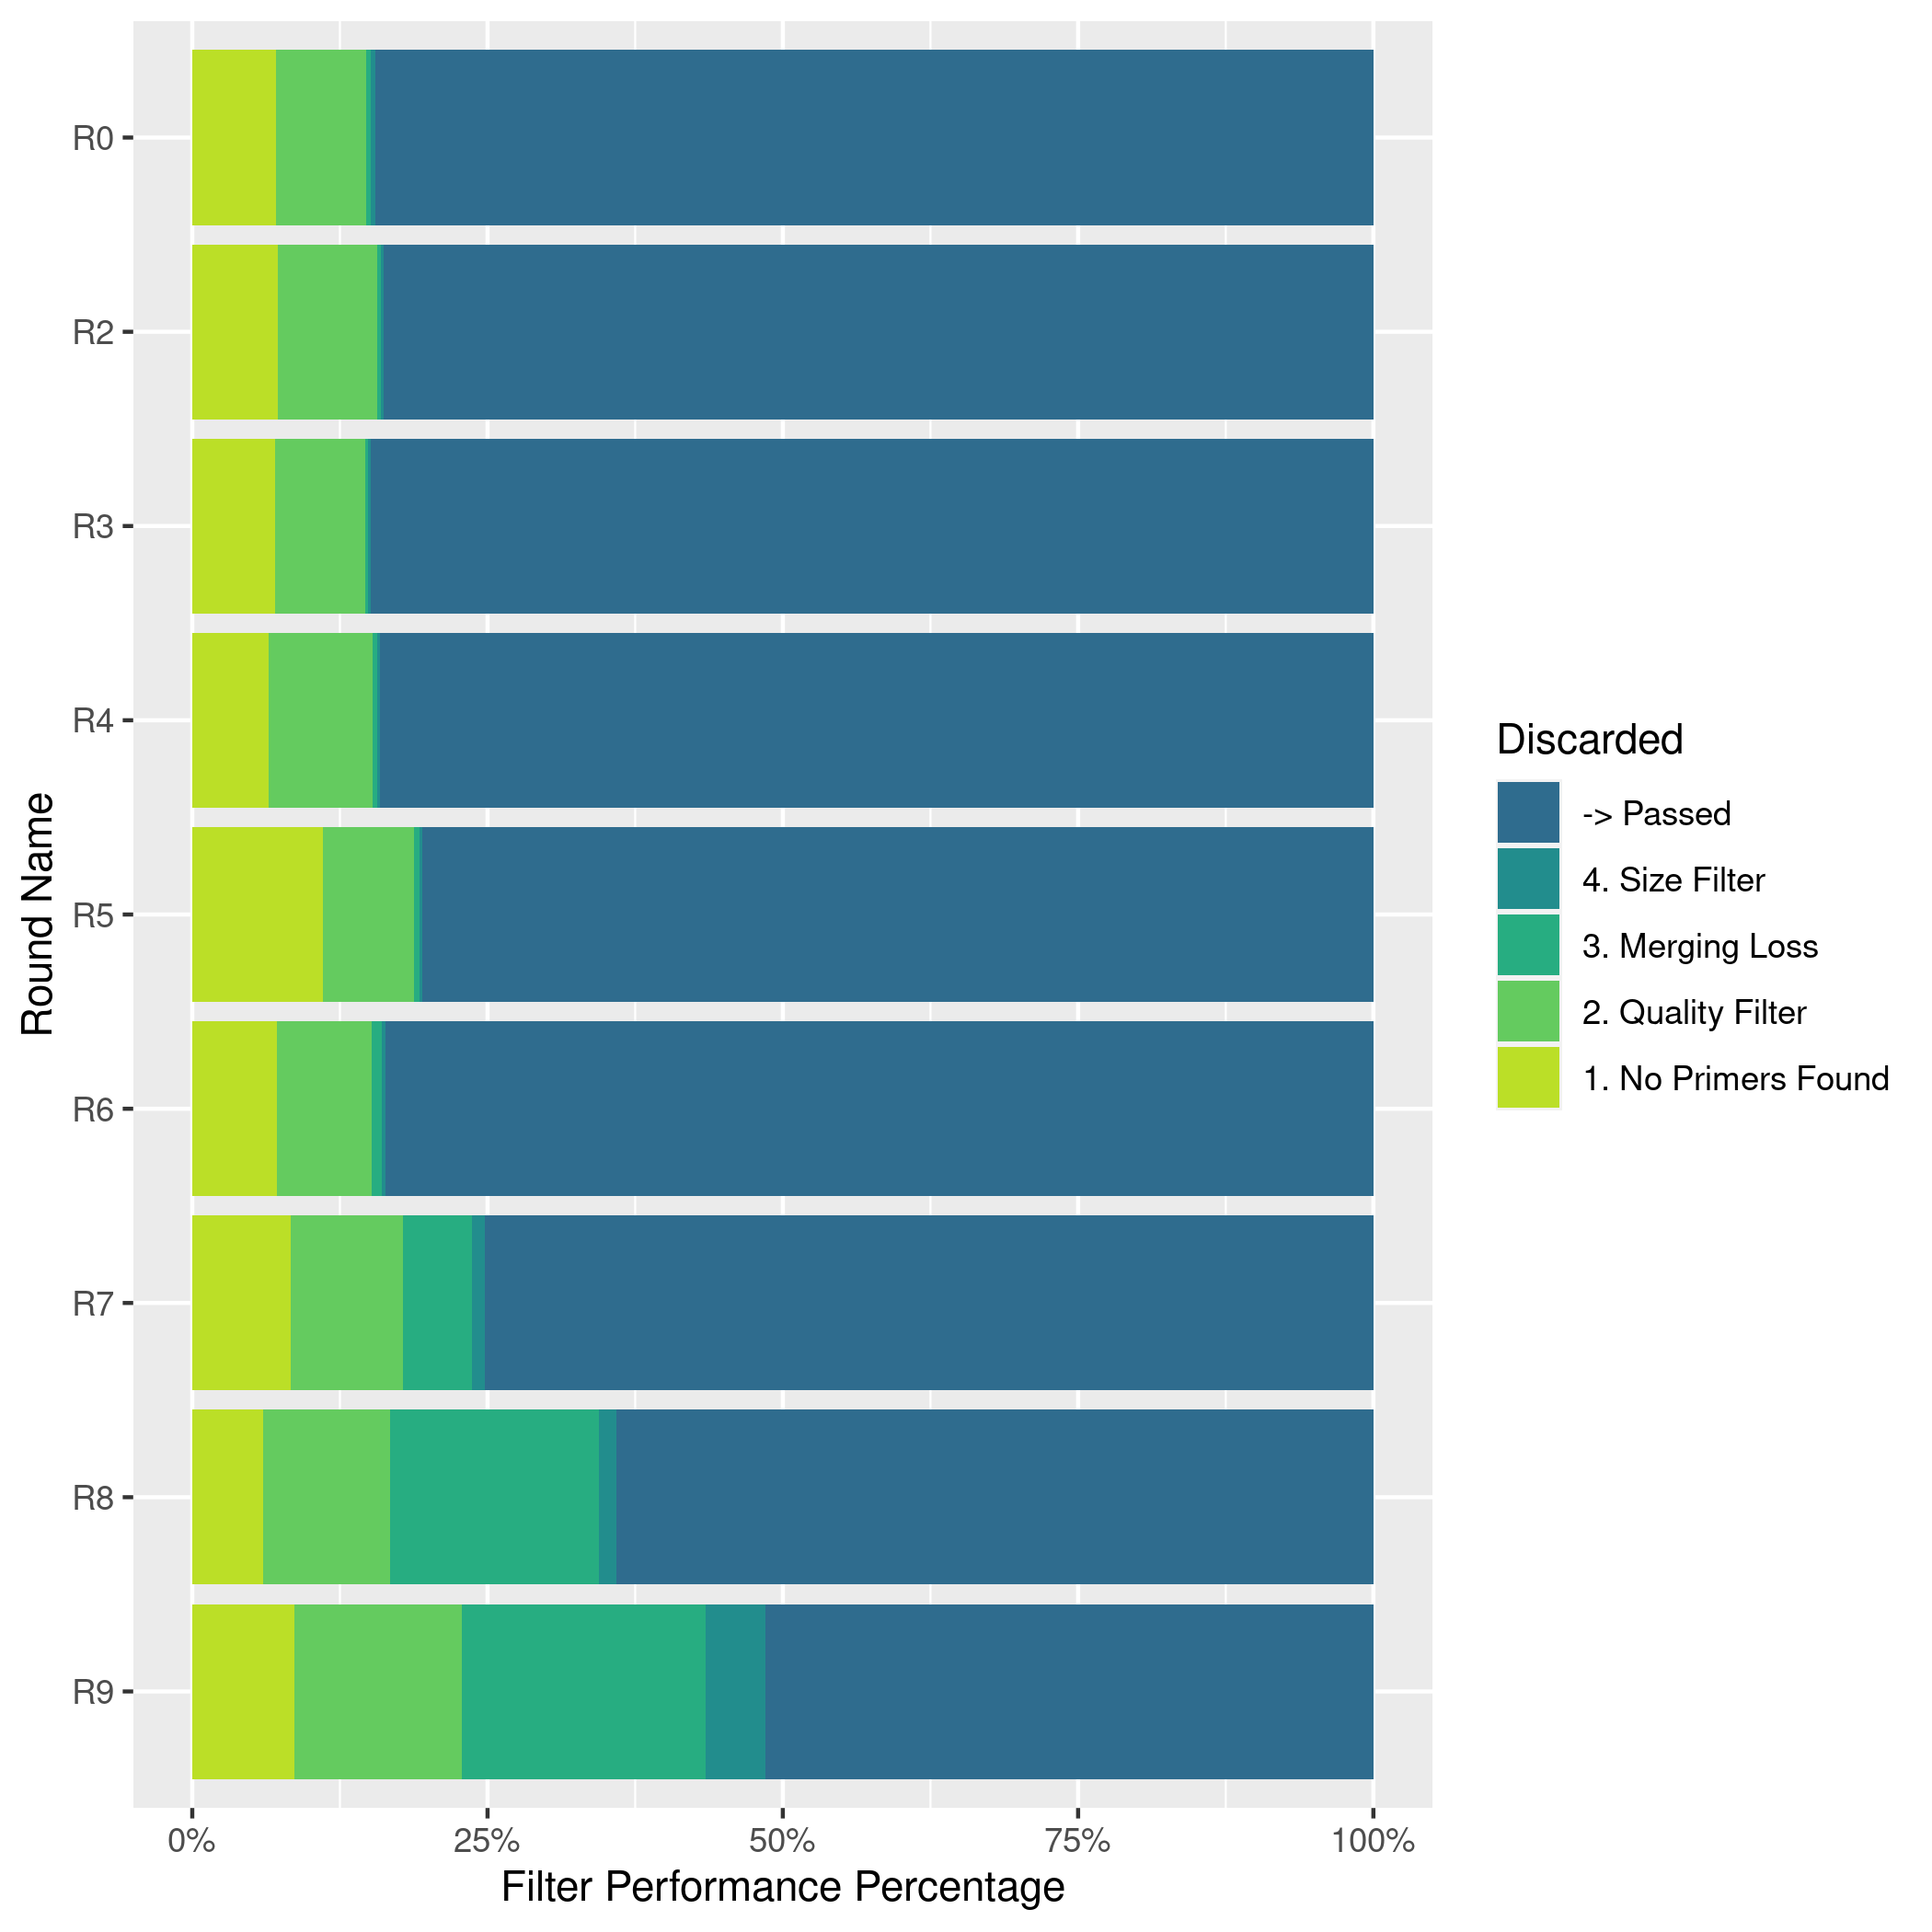 Round Name
R0
R2
R3
R4
R5
R6
R7
R8
R9
0% 25% 50% 75% 100%
Filter Performance Percentage
Discarded
-> Passed
4. Size Filter
3. Merging Loss
2. Quality Filter
1. No Primers Found